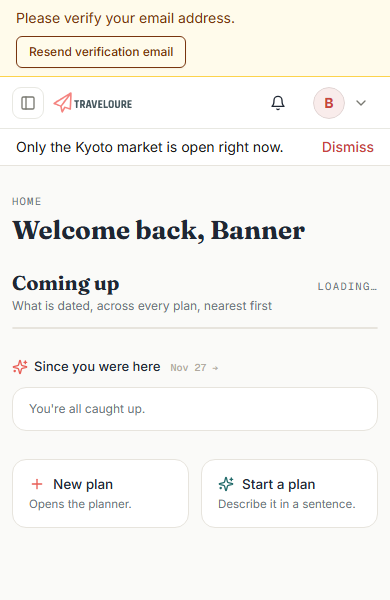 Please verify your email address.
Resend verification email
TRAVELOURE
B
Only the Kyoto market is open right now.
Dismiss
HOME
Welcome back, Banner
Coming up
LOADING…
What is dated, across every plan, nearest first
Since you were here
Nov 27 →
You're all caught up.
New plan
Opens the planner.
Start a plan
Describe it in a sentence.